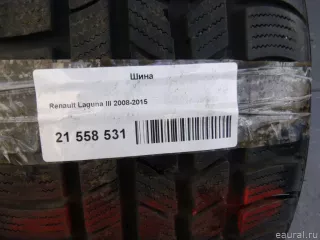 Шина
Renault Laguna III 2008-2015
21 558 531
eaural.ru